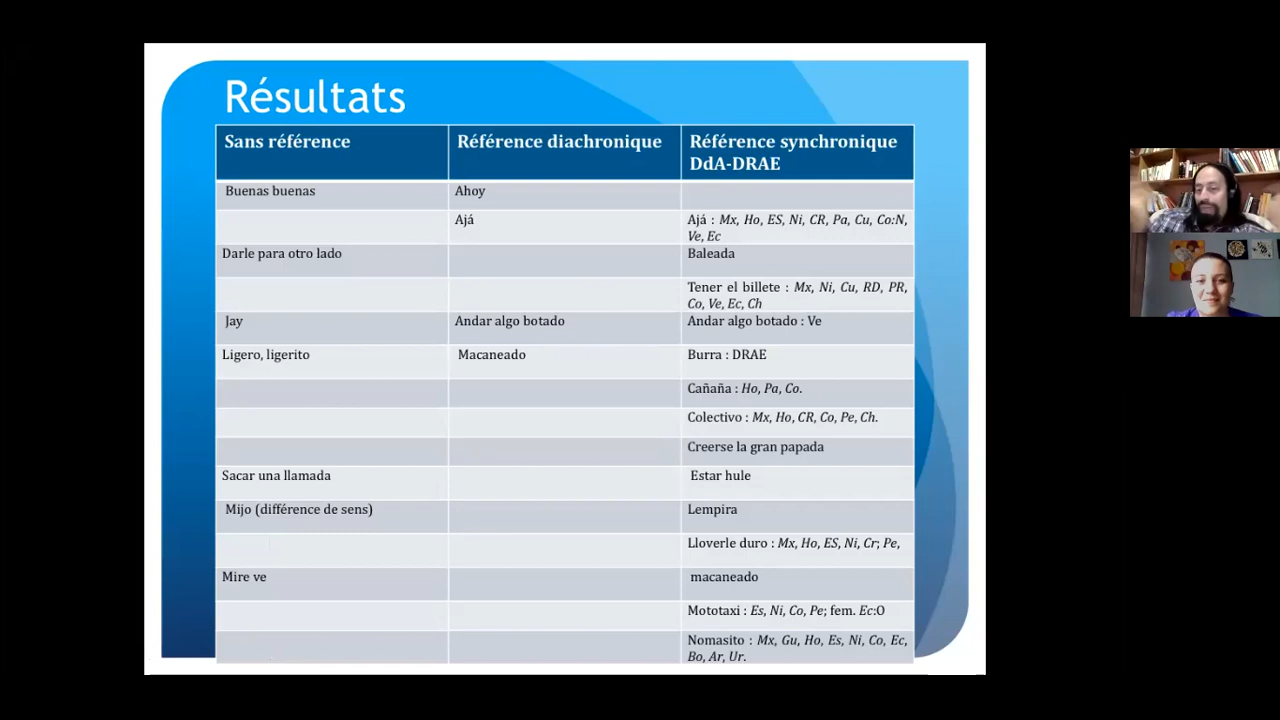 Résultats
Sans référence
Référence diachronique
Référence synchronique
DdA-DRAE
Buenas buenas
Ahoy
Ajá
Ajá : Mx, Ho, ES, Ni, CR, Pa, Cu, Co:N,
Ve, Ec
Darle para otro lado
Baleada
Tener el billete : Mx, Ni, Cu, RD, PR,
Co, Ve, Ec, Ch
Jay
Andar algo botado
Andar algo botado : Ve
Ligero, ligerito
Macaneado
Burra : DRAE
Cañaña : Ho, Pa, Co.
Colectivo : Mx, Ho, CR, Co, Pe, Ch.
Creerse la gran papada
Sacar una llamada
Estar hule
Mijo (différence de sens)
Lempira
Lloverle duro : Mx, Ho, ES, Ni, Cr; Pe,
Mire ve
macaneado
Mototaxi : Es, Ni, Co, Pe; fem. Ec:O
Nomasito : Mx, Gu, Ho, Es, Ni, Co, Ec,
Bo, Ar, Ur.